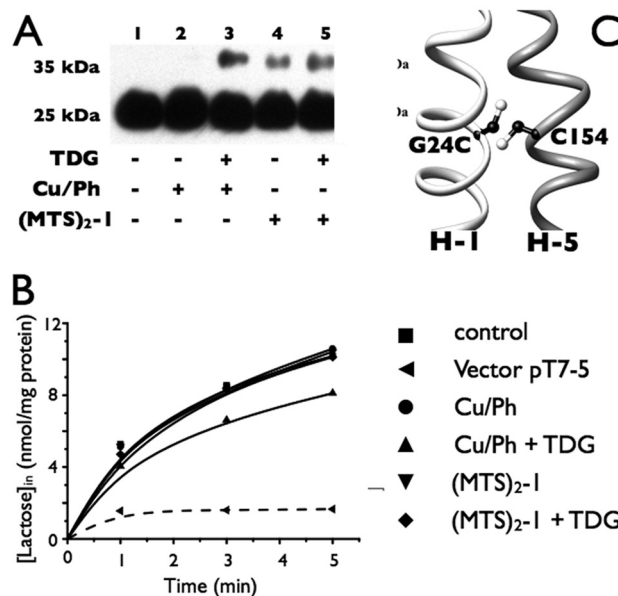 A
1 2 3 4 5
35 kDa
25 kDa
TDG - - + - +
Cu/Ph - + + - -
(MTS)₂-1 - - - + +
C
Da
Da
G24C C154
H-1 H-5
B
[Lactose]in (nmol/mg protein)
12
8
4
0
0 1 3 5
Time (min)
control
Vector pT7-5
Cu/Ph
Cu/Ph + TDG
(MTS)₂-1
(MTS)₂-1 + TDG